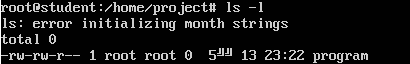 root@student:/home/project# ls -l
ls: error initializing month strings
total 0
-rw-rw-r-- 1 root root 0  5╝╝ 13 23:22 program